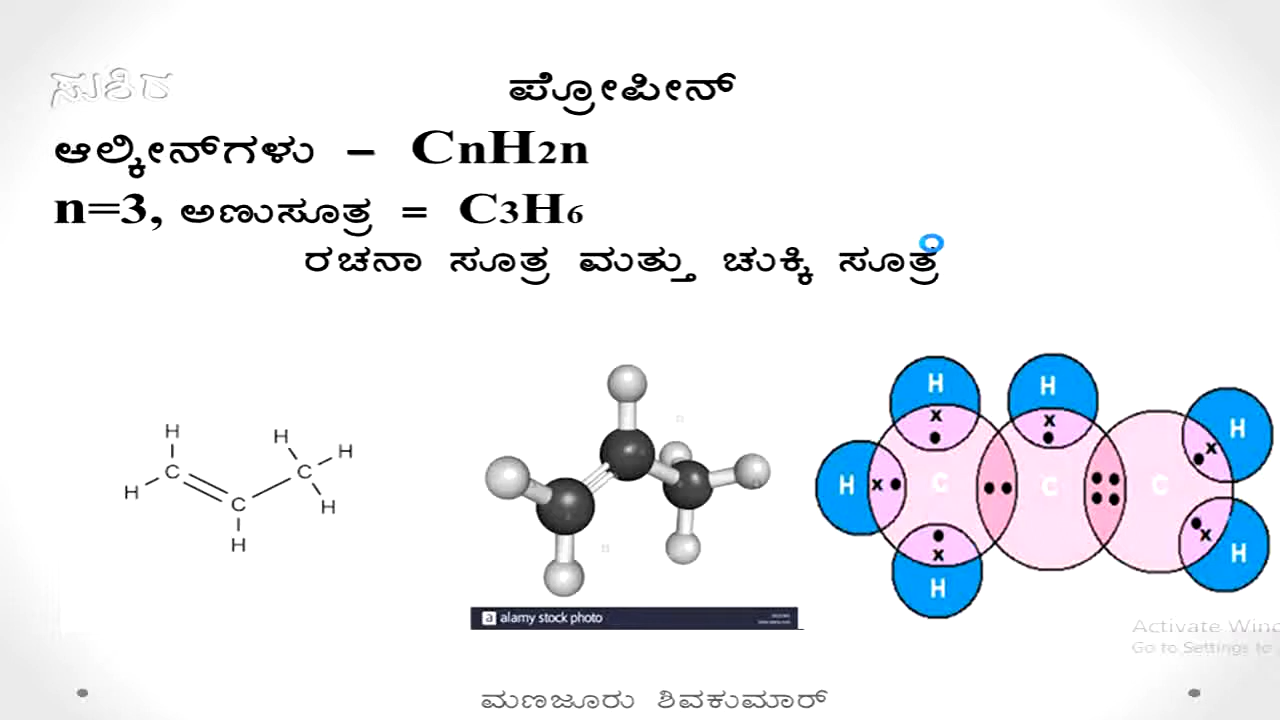 ಸುಶಿರ
ಪ್ರೋಪೀನ್
ಆಲ್ಕೀನ್‌ಗಳು – CnH2n
n=3, ಅಣುಸೂತ್ರ = C3H6
ರಚನಾ ಸೂತ್ರ ಮತ್ತು ಚುಕ್ಕಿ ಸೂತ್ರ
H H H
C C H
H C H
H
H H H
H x C C C x
H H
a alamy stock photo
Activate Wind
Go to Settings to
ಮಣಜೂರು ಶಿವಕುಮಾರ್